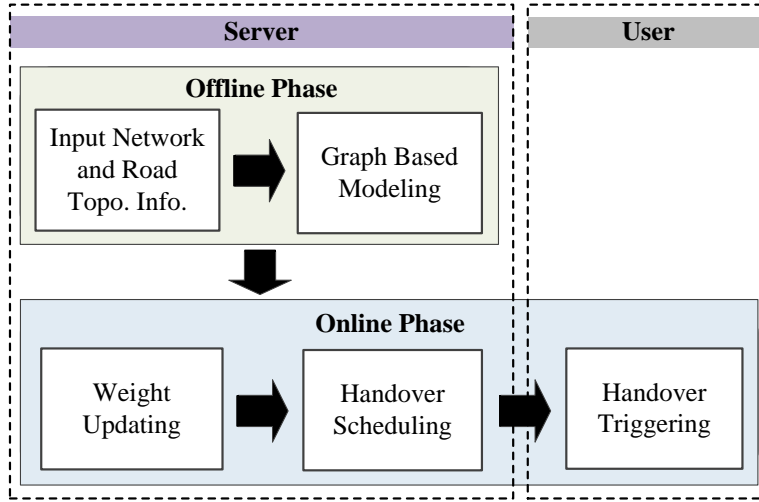 Server
User
Offline Phase
Input Network
and Road
Topo. Info.
Graph Based
Modeling
Online Phase
Weight
Updating
Handover
Scheduling
Handover
Triggering